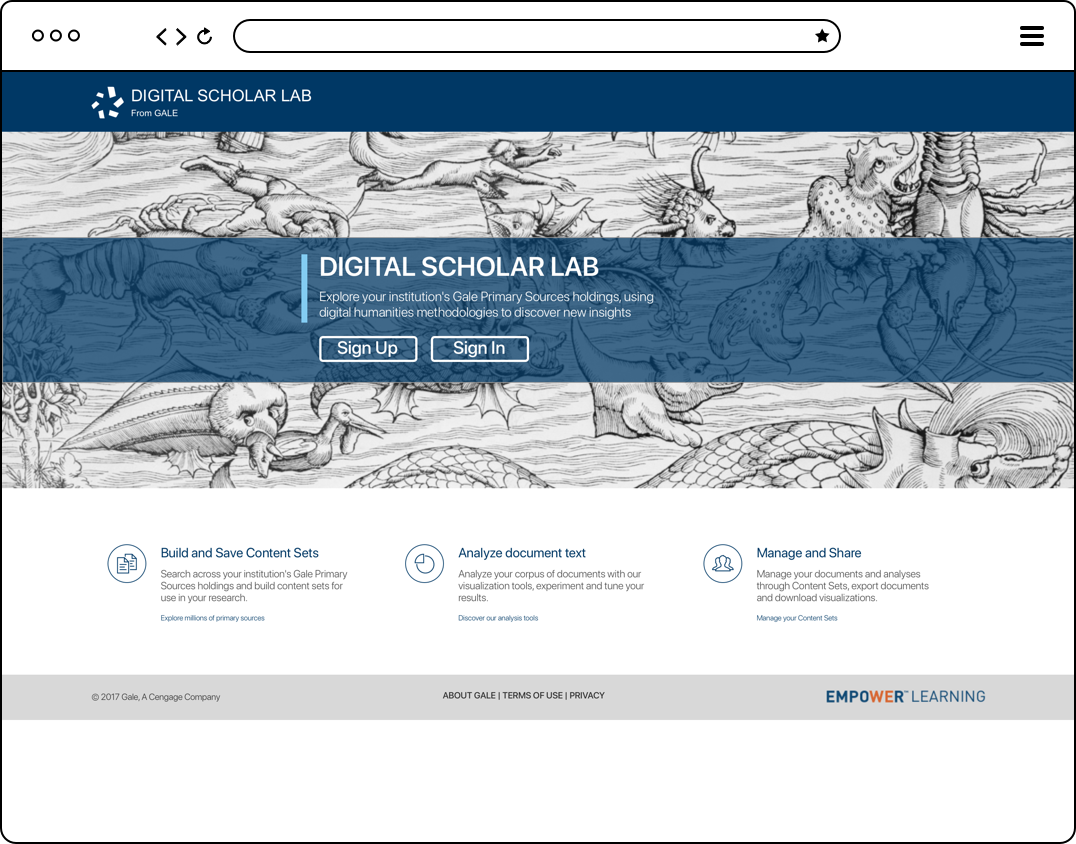 DIGITAL SCHOLAR LAB
From GALE
DIGITAL SCHOLAR LAB
Explore your institution's Gale Primary Sources holdings, using
digital humanities methodologies to discover new insights
Sign Up
Sign In
Build and Save Content Sets
Search across your institution's Gale Primary
Sources holdings and build content sets for
use in your research.
Explore millions of primary sources
Analyze document text
Analyze your corpus of documents with our
visualization tools, experiment and tune your
results.
Discover our analysis tools
Manage and Share
Manage your documents and analyses
through Content Sets, export documents
and download visualizations.
Manage your Content Sets
© 2017 Gale, A Cengage Company
ABOUT GALE | TERMS OF USE | PRIVACY
EMPOWER™ LEARNING